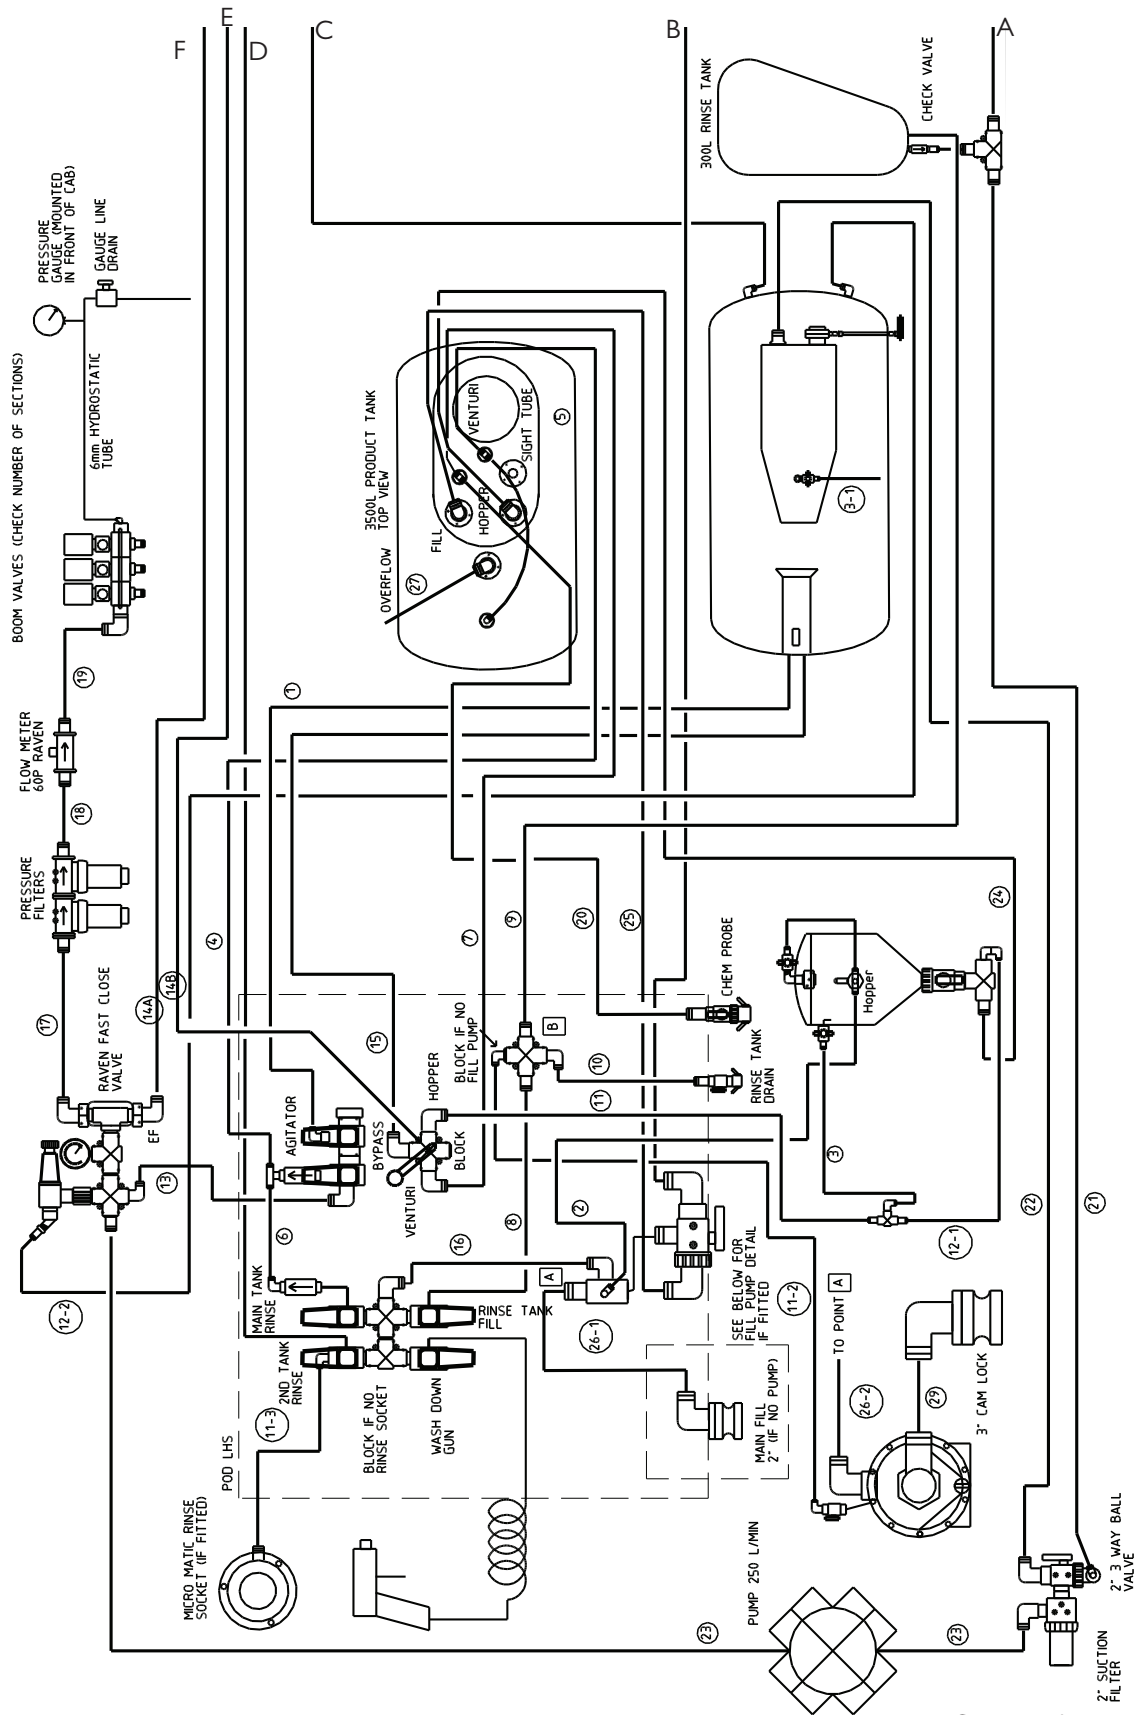 F
E
D
C
B
A
PRESSURE
GAUGE (MOUNTED
IN FRONT OF CAB)
GAUGE LINE
DRAIN
BOOM VALVES (CHECK NUMBER OF SECTIONS)
6mm HYDROSTATIC
TUBE
300L RINSE TANK
CHECK VALVE
3500L PRODUCT TANK
TOP VIEW
VENTURI
SIGHT TUBE
5
FILL
HOPPER
OVERFLOW
27
3-1
19
FLOW METER
60P RAVEN
18
PRESSURE
FILTERS
17
RAVEN FAST CLOSE
VALVE
EF
13
12-2
14A
14B
1
4
15
7
9
20
25
24
CHEM PROBE
Hopper
BLOCK IF NO
FILL PUMP
B
10
RINSE TANK
DRAIN
11
AGITATOR
BYPASS
HOPPER
BLOCK
VENTURI
3
22
21
12-1
6
8
2
16
A
MAIN TANK
RINSE
RINSE TANK
FILL
26-1
SEE BELOW FOR
FILL PUMP DETAIL
IF FITTED
11-2
TO POINT A
2ND TANK
RINSE
11-3
BLOCK IF NO
RINSE SOCKET
WASH DOWN
GUN
MAIN FILL
2" (IF NO PUMP)
26-2
29
3" CAM LOCK
POD LHS
MICRO MATIC RINSE
SOCKET (IF FITTED)
PUMP 250 L/MIN
23
23
2" 3 WAY BALL
VALVE
2" SUCTION
FILTER